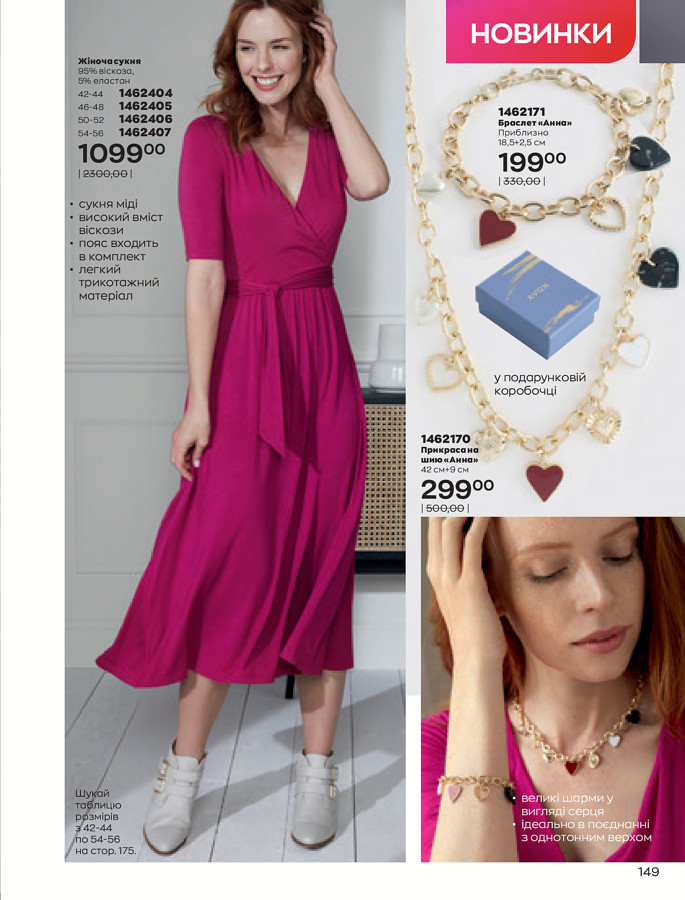 НОВИНКИ
Жіноча сукня
95% віскоза,
5% еластан
42-44 1462404
46-48 1462405
50-52 1462406
54-56 1462407
1099⁰⁰
| 2300,00 |
• сукня міді
• високий вміст
віскози
• пояс входить
в комплект
• легкий
трикотажний
матеріал
Шукай
таблицю
розмірів
з 42-44
по 54-56
на стор. 175.
1462171
Браслет «Анна»
Приблизно
18,5+2,5 см
199⁰⁰
| 330,00 |
AVON
у подарунковій
коробочці
1462170
Прикраса на
шию «Анна»
42 см+9 см
299⁰⁰
| 500,00 |
• великі шарми у
вигляді серця
• ідеально в поєднанні
з однотонним верхом
149